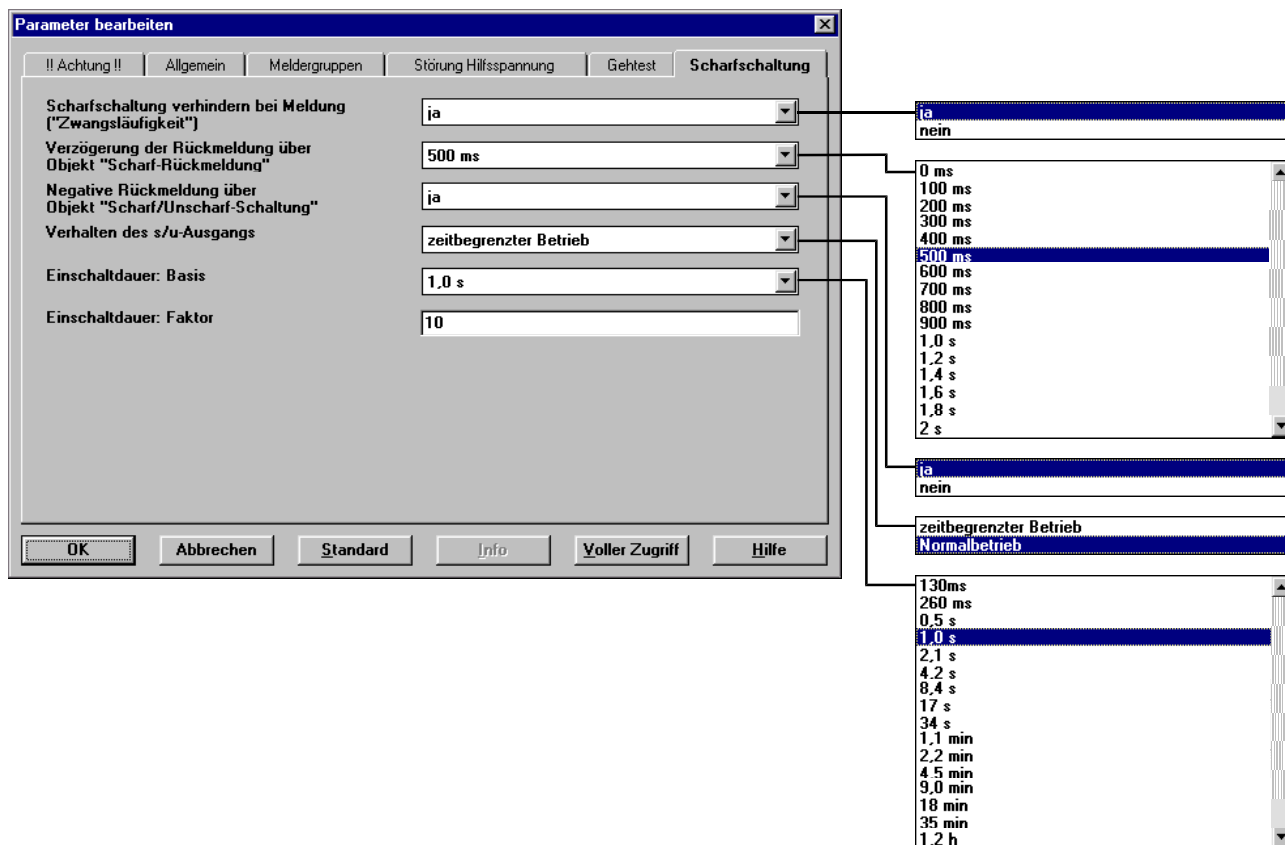 Parameter bearbeiten
!! Achtung !! Allgemein Meldergruppen Störung Hilfsspannung Gehtest Scharfschaltung
Scharfschaltung verhindern bei Meldung
("Zwangsläufigkeit")
ja
Verzögerung der Rückmeldung über
Objekt "Scharf-Rückmeldung"
500 ms
Negative Rückmeldung über
Objekt "Scharf/Unscharf-Schaltung"
ja
Verhalten des s/u-Ausgangs
zeitbegrenzter Betrieb
Einschaltdauer: Basis
1,0 s
Einschaltdauer: Faktor
10
OK Abbrechen Standard Info Voller Zugriff Hilfe
ja
nein
0 ms
100 ms
200 ms
300 ms
400 ms
500 ms
600 ms
700 ms
800 ms
900 ms
1,0 s
1,2 s
1,4 s
1,6 s
1,8 s
2 s
ja
nein
zeitbegrenzter Betrieb
Normalbetrieb
130ms
260 ms
0,5 s
1,0 s
2,1 s
4,2 s
8,4 s
17 s
34 s
1,1 min
2,2 min
4,5 min
9,0 min
18 min
35 min
1,2 h